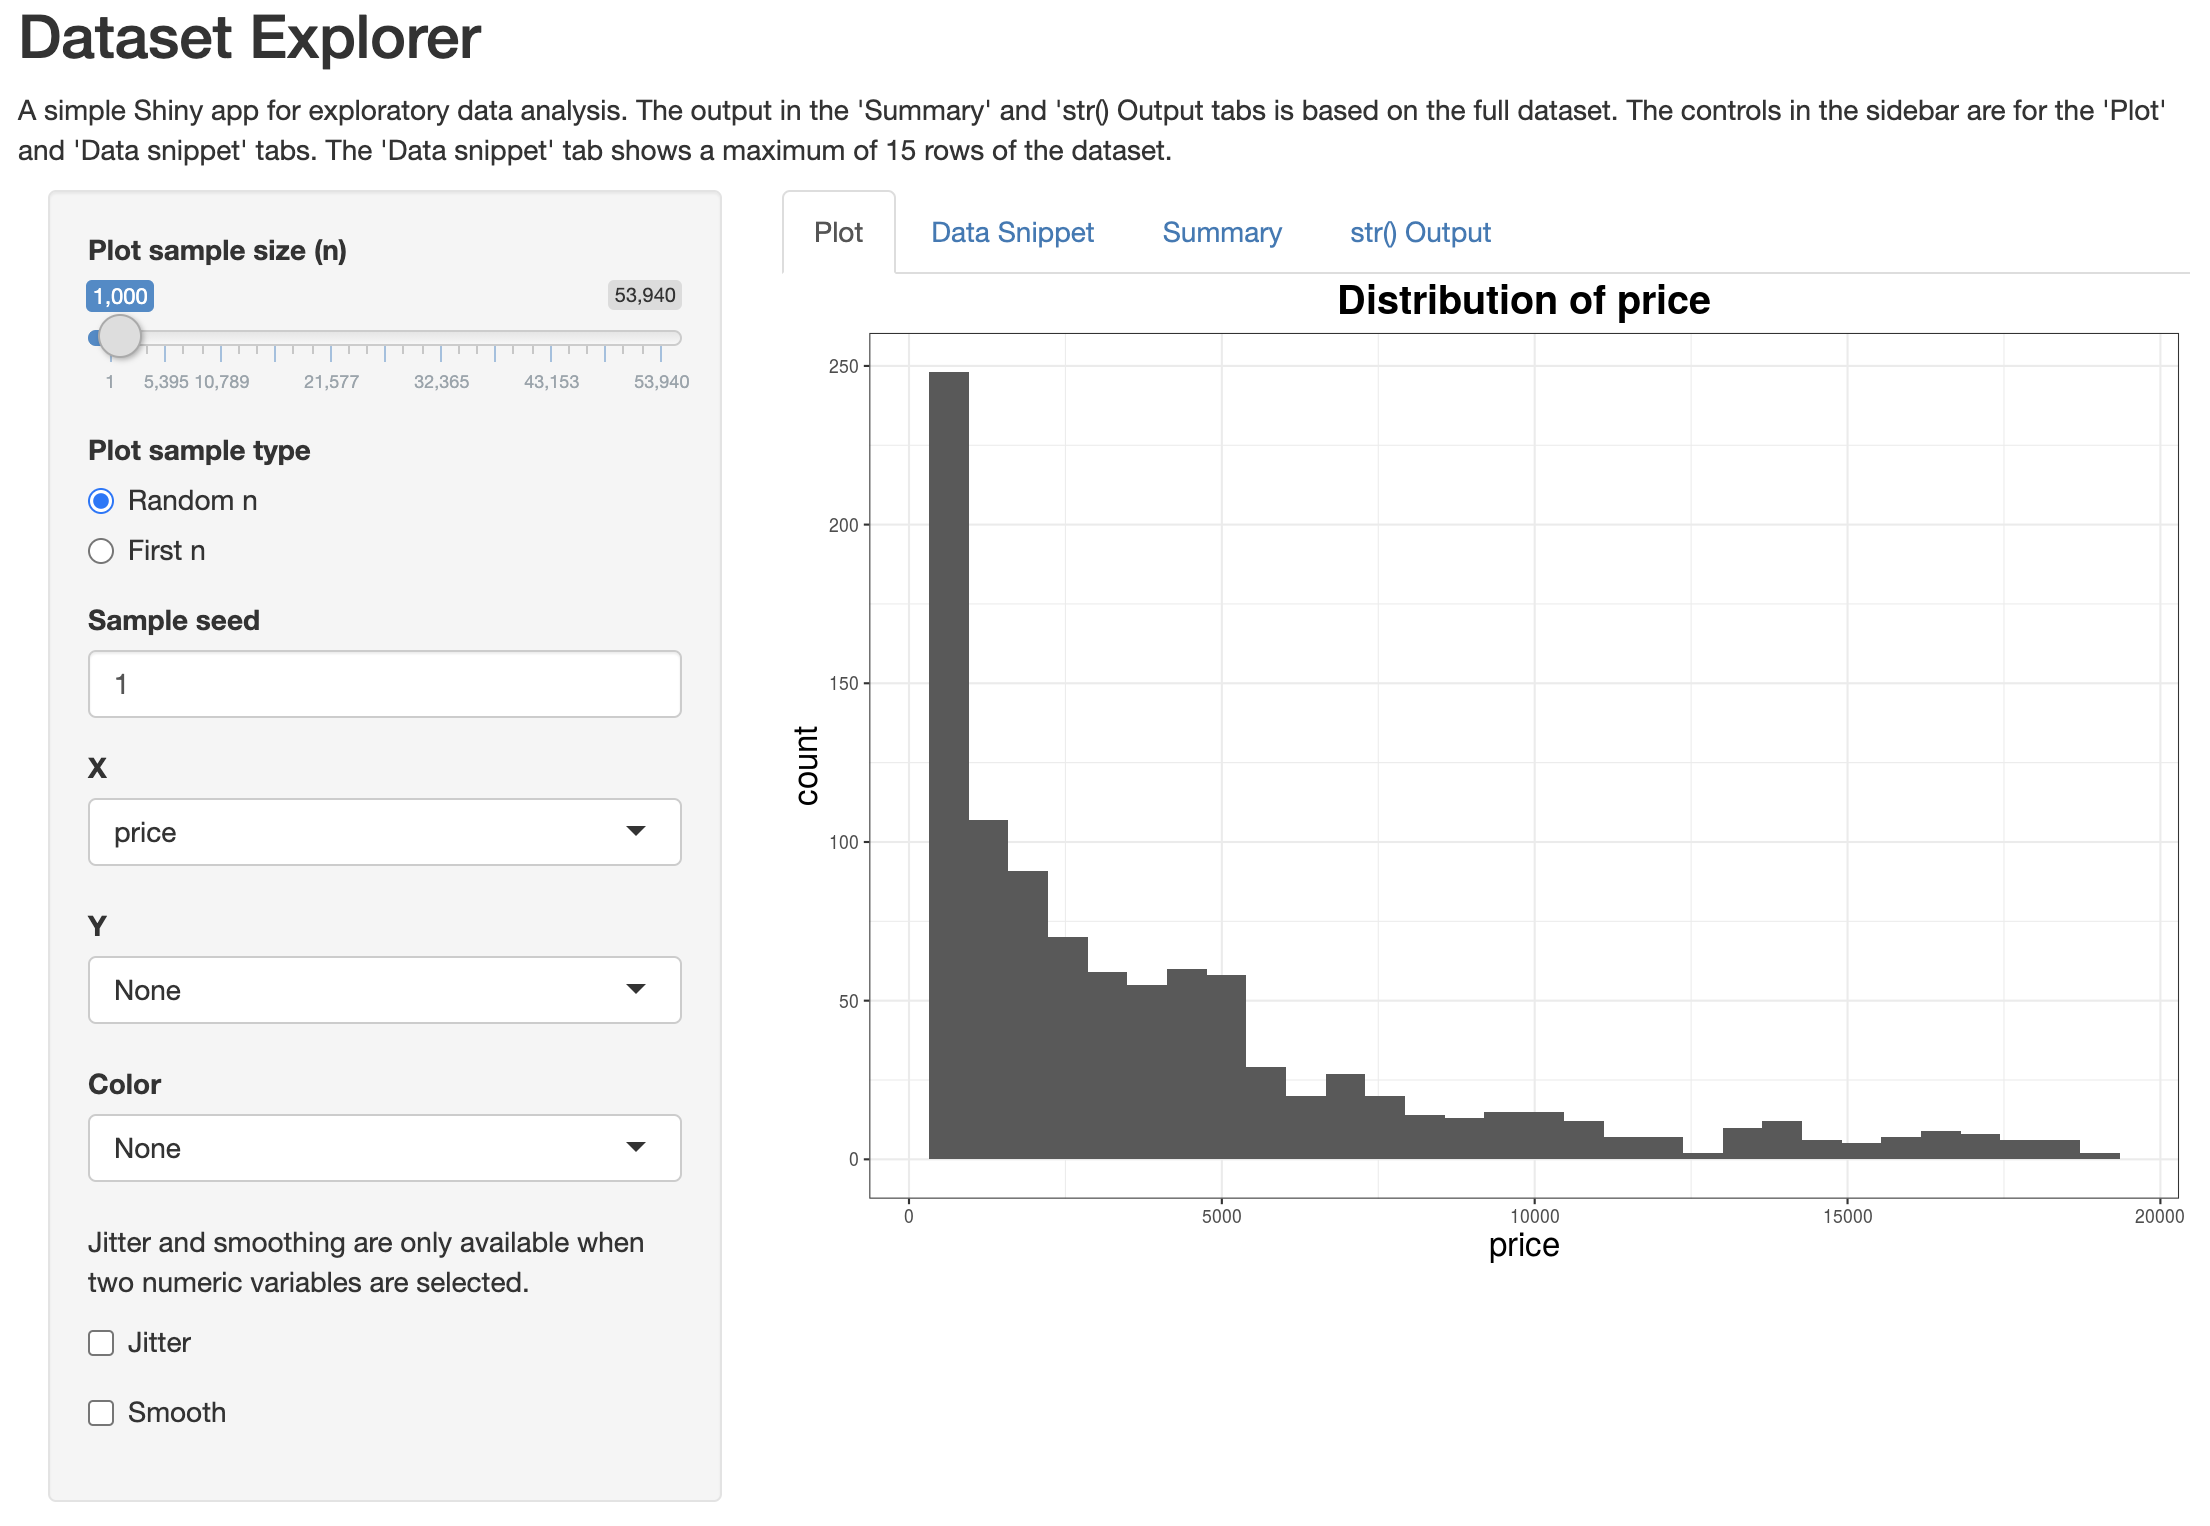 Dataset Explorer
A simple Shiny app for exploratory data analysis. The output in the 'Summary' and 'str() Output tabs is based on the full dataset. The controls in the sidebar are for the 'Plot'
and 'Data snippet' tabs. The 'Data snippet' tab shows a maximum of 15 rows of the dataset.
Plot sample size (n)
1,000 53,940
1 5,395 10,789 21,577 32,365 43,153 53,940
Plot sample type
Random n
First n
Sample seed
1
X
price
Y
None
Color
None
Jitter and smoothing are only available when
two numeric variables are selected.
Jitter
Smooth
Plot Data Snippet Summary str() Output
Distribution of price
250
200
150
100
50
0
count
0 5000 10000 15000 20000
price